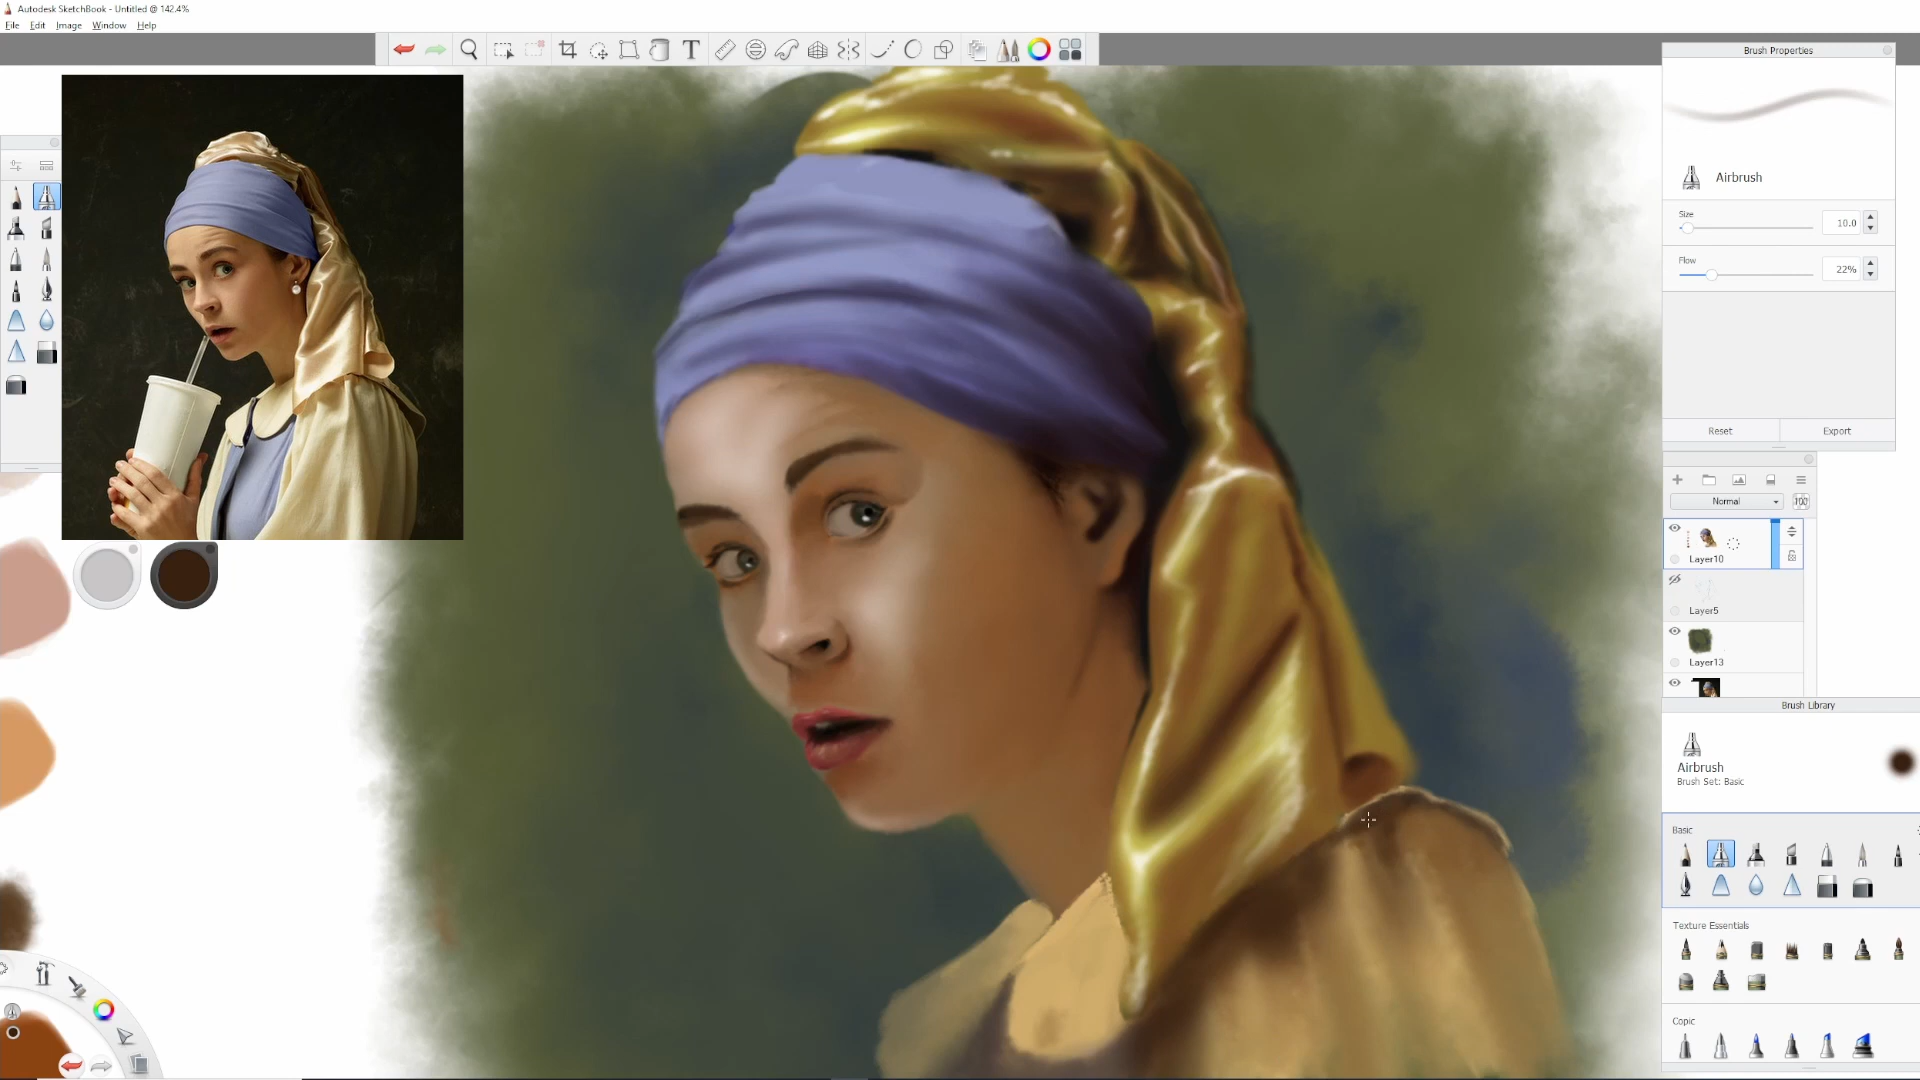 Autodesk SketchBook - Untitled @ 142.4%
File Edit Image Window Help
T
Brush Properties
Airbrush
Size
10.0
Flow
22%
Reset Export
Normal
100
Layer10
Layer5
Layer13
Brush Library
Airbrush
Brush Set: Basic
Basic
Texture Essentials
Copic